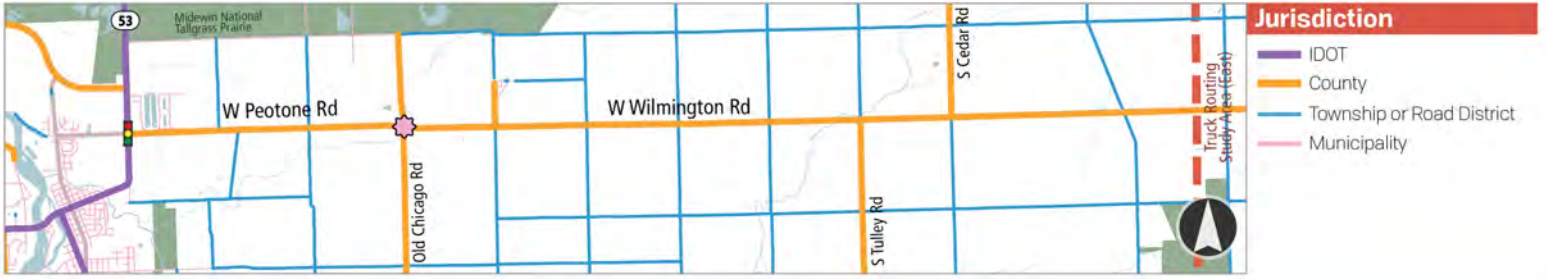 53
Midewin National
Tallgrass Prairie
W Peotone Rd
Old Chicago Rd
W Wilmington Rd
S Tulley Rd
S Cedar Rd
Truck Routing
Study Area (East)
Jurisdiction
IDOT
County
Township or Road District
Municipality